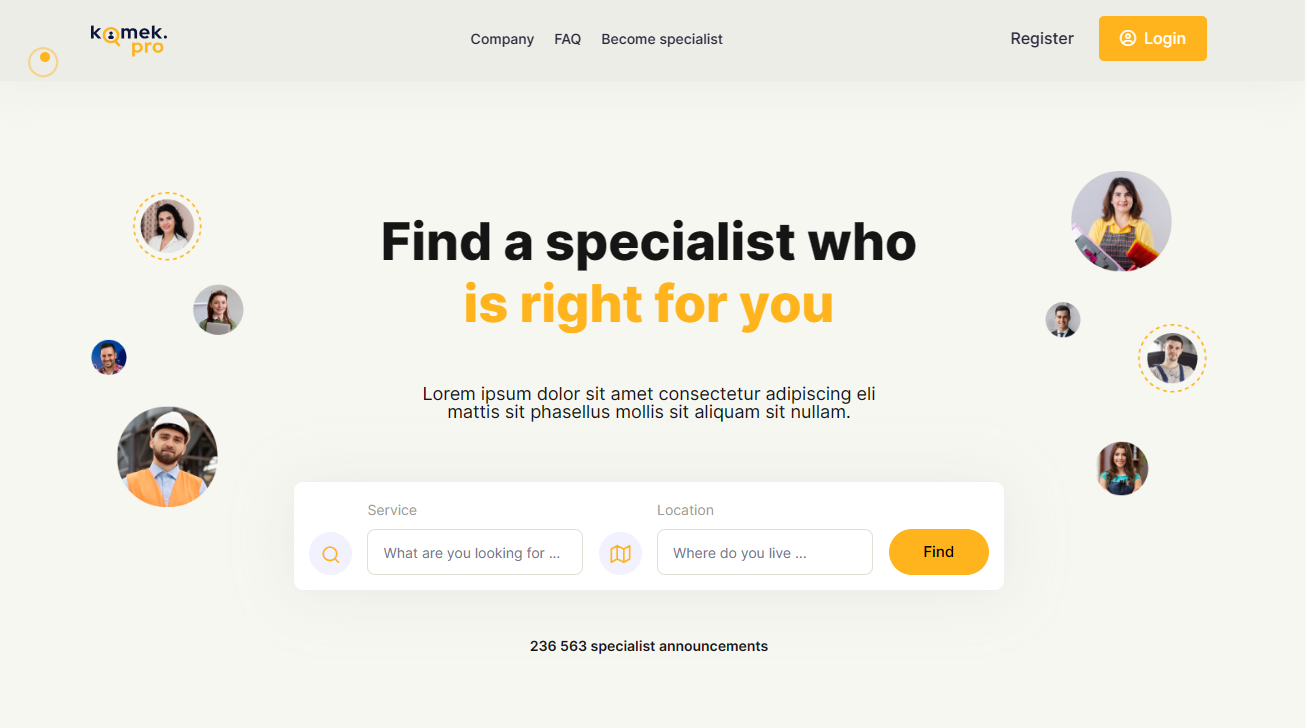 komek.
pro
Company FAQ Become specialist
Register Login
Find a specialist who
is right for you
Lorem ipsum dolor sit amet consectetur adipiscing eli
mattis sit phasellus mollis sit aliquam sit nullam.
Service Location
What are you looking for ... Where do you live ... Find
236 563 specialist announcements